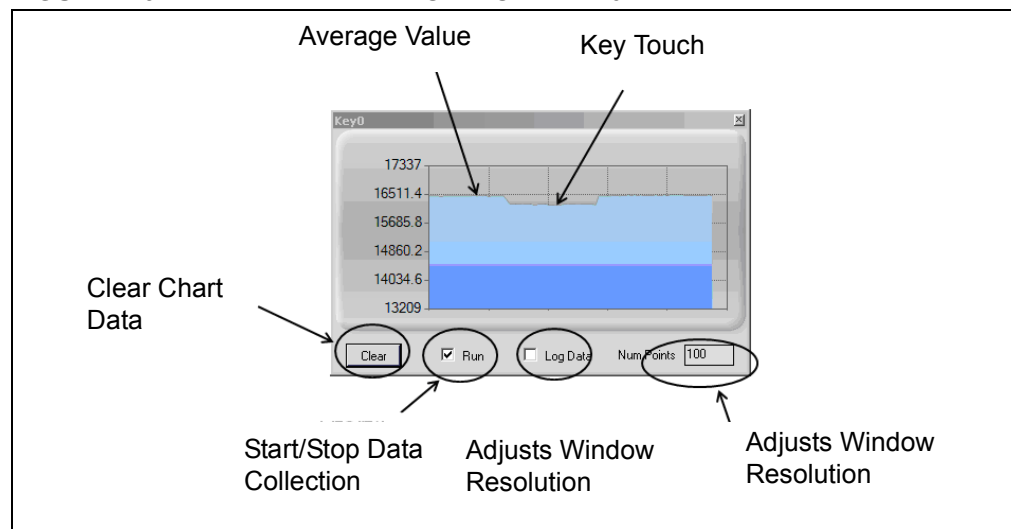 Average Value
Key Touch
Key0
17337
16511.4
15685.8
14860.2
14034.6
13209
Clear Chart
Data
Clear
Run
Log Data
Num Points
100
Start/Stop Data
Collection
Adjusts Window
Resolution
Adjusts Window
Resolution